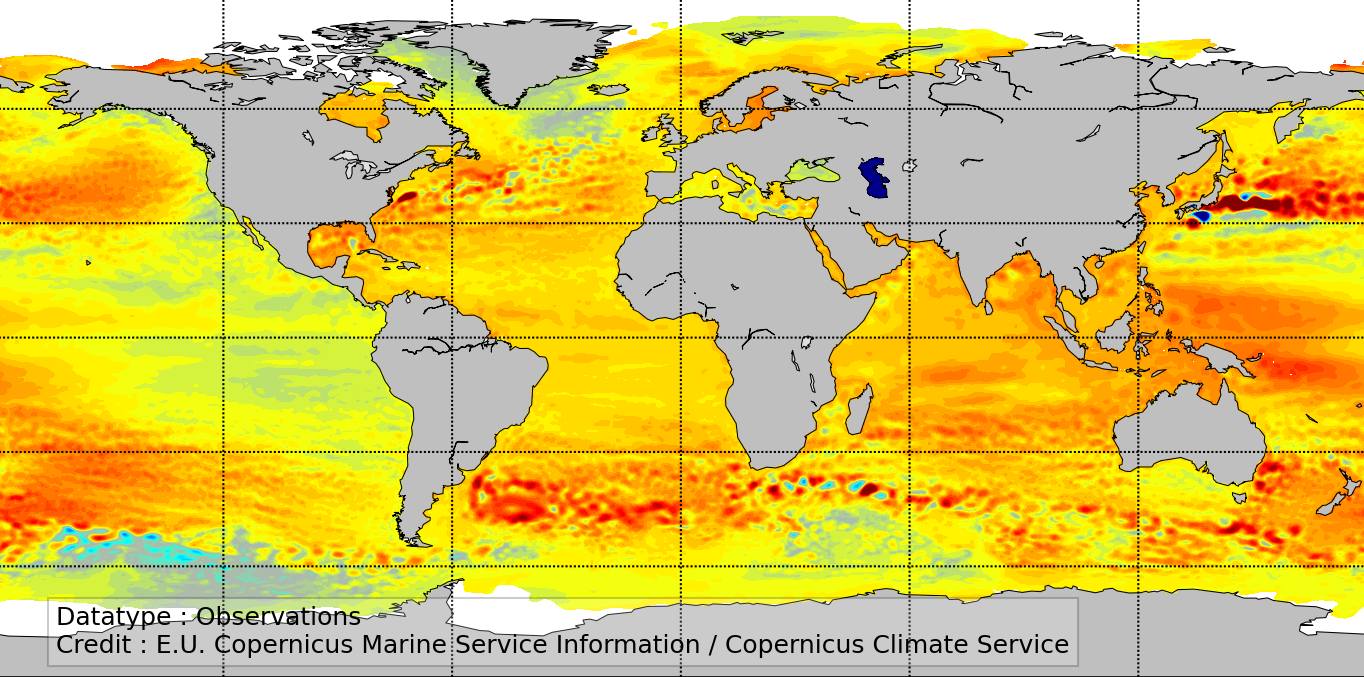 Datatype : Observations
Credit : E.U. Copernicus Marine Service Information / Copernicus Climate Service